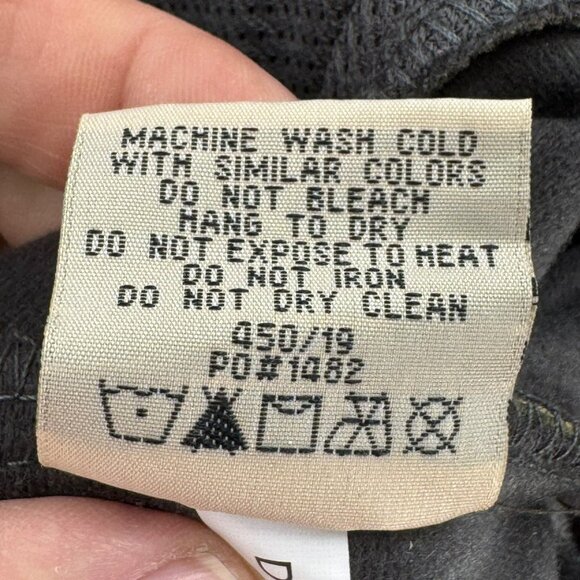 MACHINE WASH COLD
WITH SIMILAR COLORS
DO NOT BLEACH
HANG TO DRY
DO NOT EXPOSE TO HEAT
DO NOT IRON
DO NOT DRY CLEAN
450/19
PO#1482
D